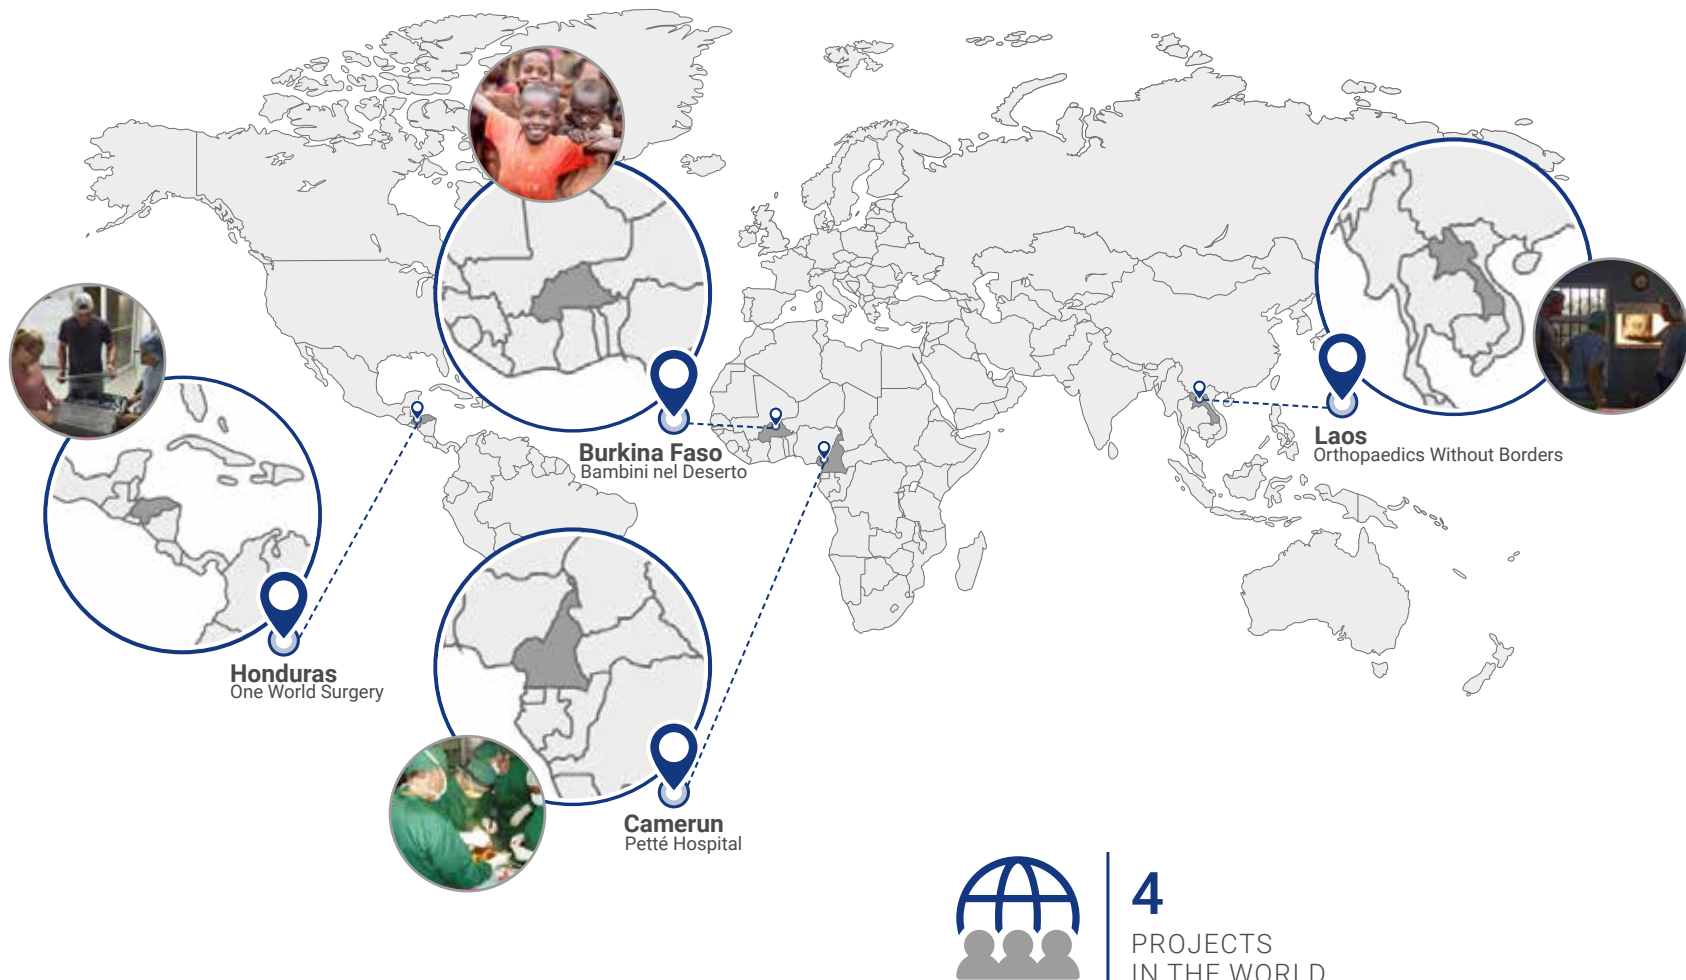 Burkina Faso
Bambini nel Deserto
Laos
Orthopaedics Without Borders
Honduras
One World Surgery
Camerun
Petté Hospital
4
PROJECTS
IN THE WORLD